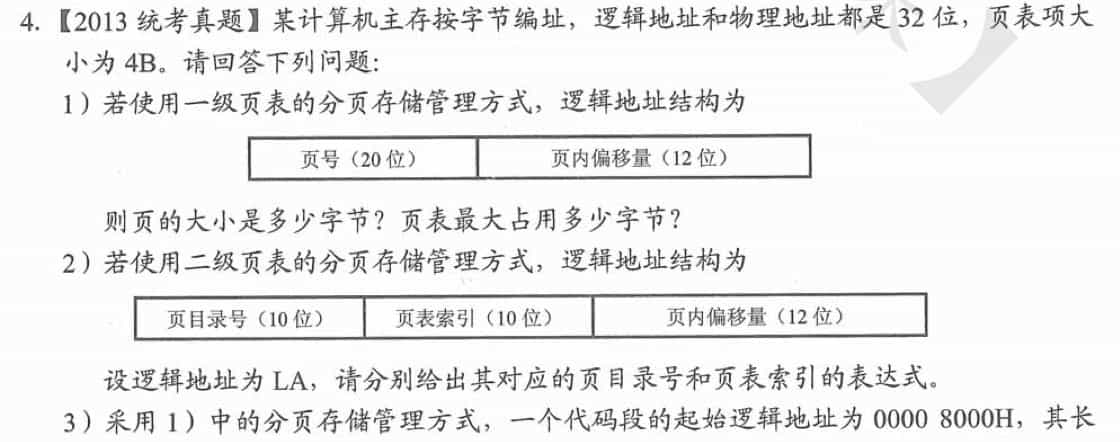 4.【2013 统考真题】某计算机主存按字节编址，逻辑地址和物理地址都是 32 位，页表项大
小为 4B。请回答下列问题：
1）若使用一级页表的分页存储管理方式，逻辑地址结构为
页号（20 位） 页内偏移量（12 位）
则页的大小是多少字节？页表最大占用多少字节？
2）若使用二级页表的分页存储管理方式，逻辑地址结构为
页目录号（10 位） 页表索引（10 位） 页内偏移量（12 位）
设逻辑地址为 LA，请分别给出其对应的页目录号和页表索引的表达式。
3）采用 1）中的分页存储管理方式，一个代码段的起始逻辑地址为 0000 8000H，其长